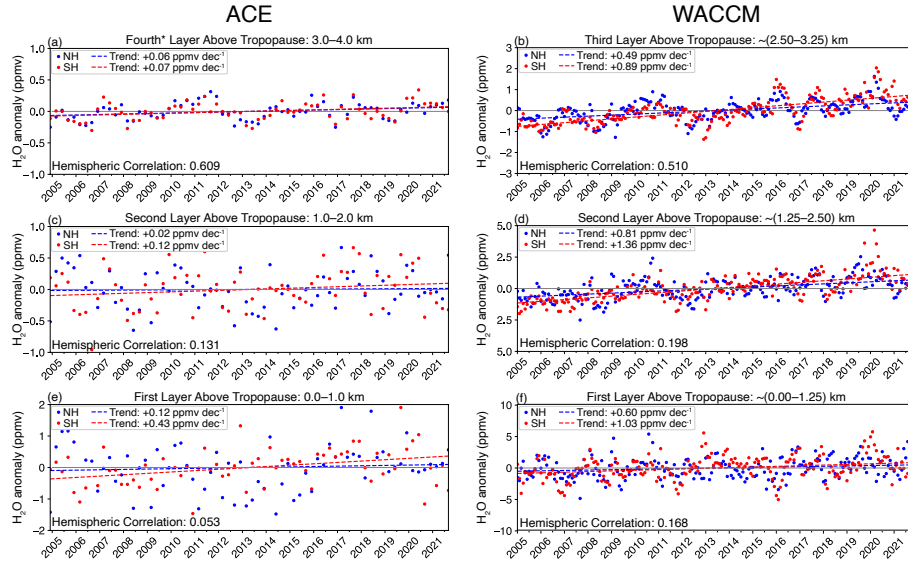 ACE
WACCM
(a) Fourth* Layer Above Tropopause: 3.0–4.0 km
NH Trend: +0.06 ppmv dec⁻¹
SH Trend: +0.07 ppmv dec⁻¹
H₂O anomaly (ppmv)
1.0
0.5
0.0
−0.5
−1.0
Hemispheric Correlation: 0.609
2005 2006 2007 2008 2009 2010 2011 2012 2013 2014 2015 2016 2017 2018 2019 2020 2021
(b) Third Layer Above Tropopause: ~(2.50–3.25) km
NH Trend: +0.49 ppmv dec⁻¹
SH Trend: +0.89 ppmv dec⁻¹
H₂O anomaly (ppmv)
3
2
1
0
−1
−2
−3
Hemispheric Correlation: 0.510
2005 2006 2007 2008 2009 2010 2011 2012 2013 2014 2015 2016 2017 2018 2019 2020 2021
(c) Second Layer Above Tropopause: 1.0–2.0 km
NH Trend: +0.02 ppmv dec⁻¹
SH Trend: +0.12 ppmv dec⁻¹
H₂O anomaly (ppmv)
1.0
0.5
0.0
−0.5
−1.0
Hemispheric Correlation: 0.131
2005 2006 2007 2008 2009 2010 2011 2012 2013 2014 2015 2016 2017 2018 2019 2020 2021
(d) Second Layer Above Tropopause: ~(1.25–2.50) km
NH Trend: +0.81 ppmv dec⁻¹
SH Trend: +1.36 ppmv dec⁻¹
H₂O anomaly (ppmv)
5.0
2.5
0.0
2.5
5.0
Hemispheric Correlation: 0.198
2005 2006 2007 2008 2009 2010 2011 2012 2013 2014 2015 2016 2017 2018 2019 2020 2021
(e) First Layer Above Tropopause: 0.0–1.0 km
NH Trend: +0.12 ppmv dec⁻¹
SH Trend: +0.43 ppmv dec⁻¹
H₂O anomaly (ppmv)
2
1
0
−1
−2
Hemispheric Correlation: 0.053
2005 2006 2007 2008 2009 2010 2011 2012 2013 2014 2015 2016 2017 2018 2019 2020 2021
(f) First Layer Above Tropopause: ~(0.00–1.25) km
NH Trend: +0.60 ppmv dec⁻¹
SH Trend: +1.03 ppmv dec⁻¹
H₂O anomaly (ppmv)
10
5
0
−5
−10
Hemispheric Correlation: 0.168
2005 2006 2007 2008 2009 2010 2011 2012 2013 2014 2015 2016 2017 2018 2019 2020 2021